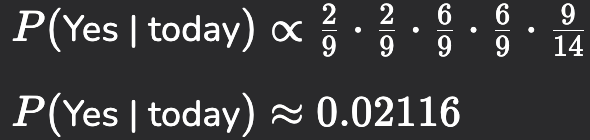 P(Yes | today) ∝ 2/9 · 2/9 · 6/9 · 6/9 · 9/14
P(Yes | today) ≈ 0.02116